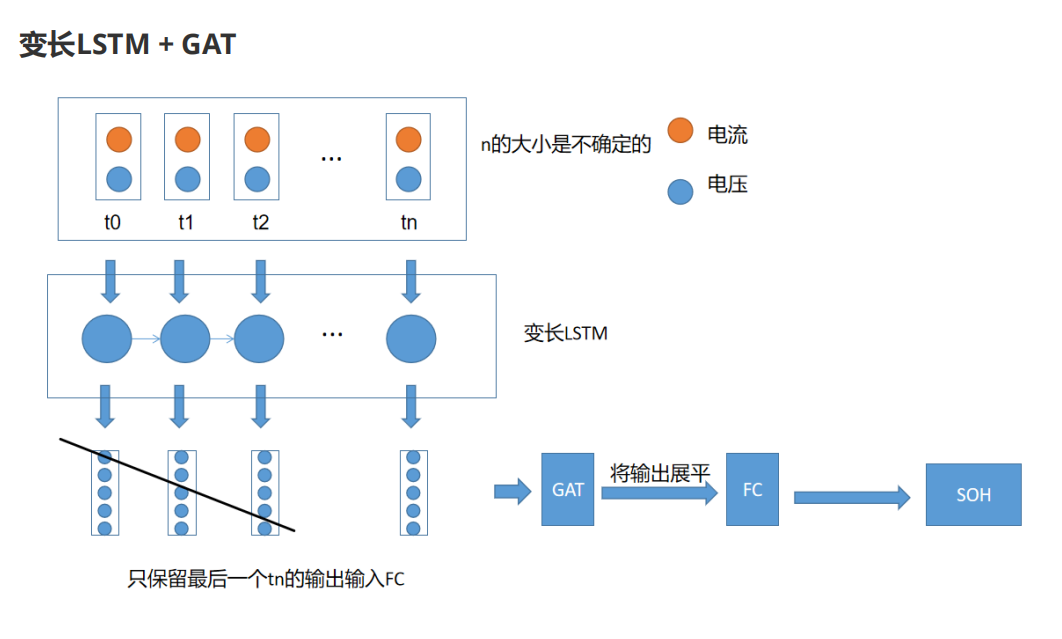 变长LSTM + GAT
n的大小是不确定的
电流
电压
...
t0 t1 t2 tn
...
变长LSTM
将输出展平
GAT
FC
SOH
只保留最后一个tn的输出输入FC